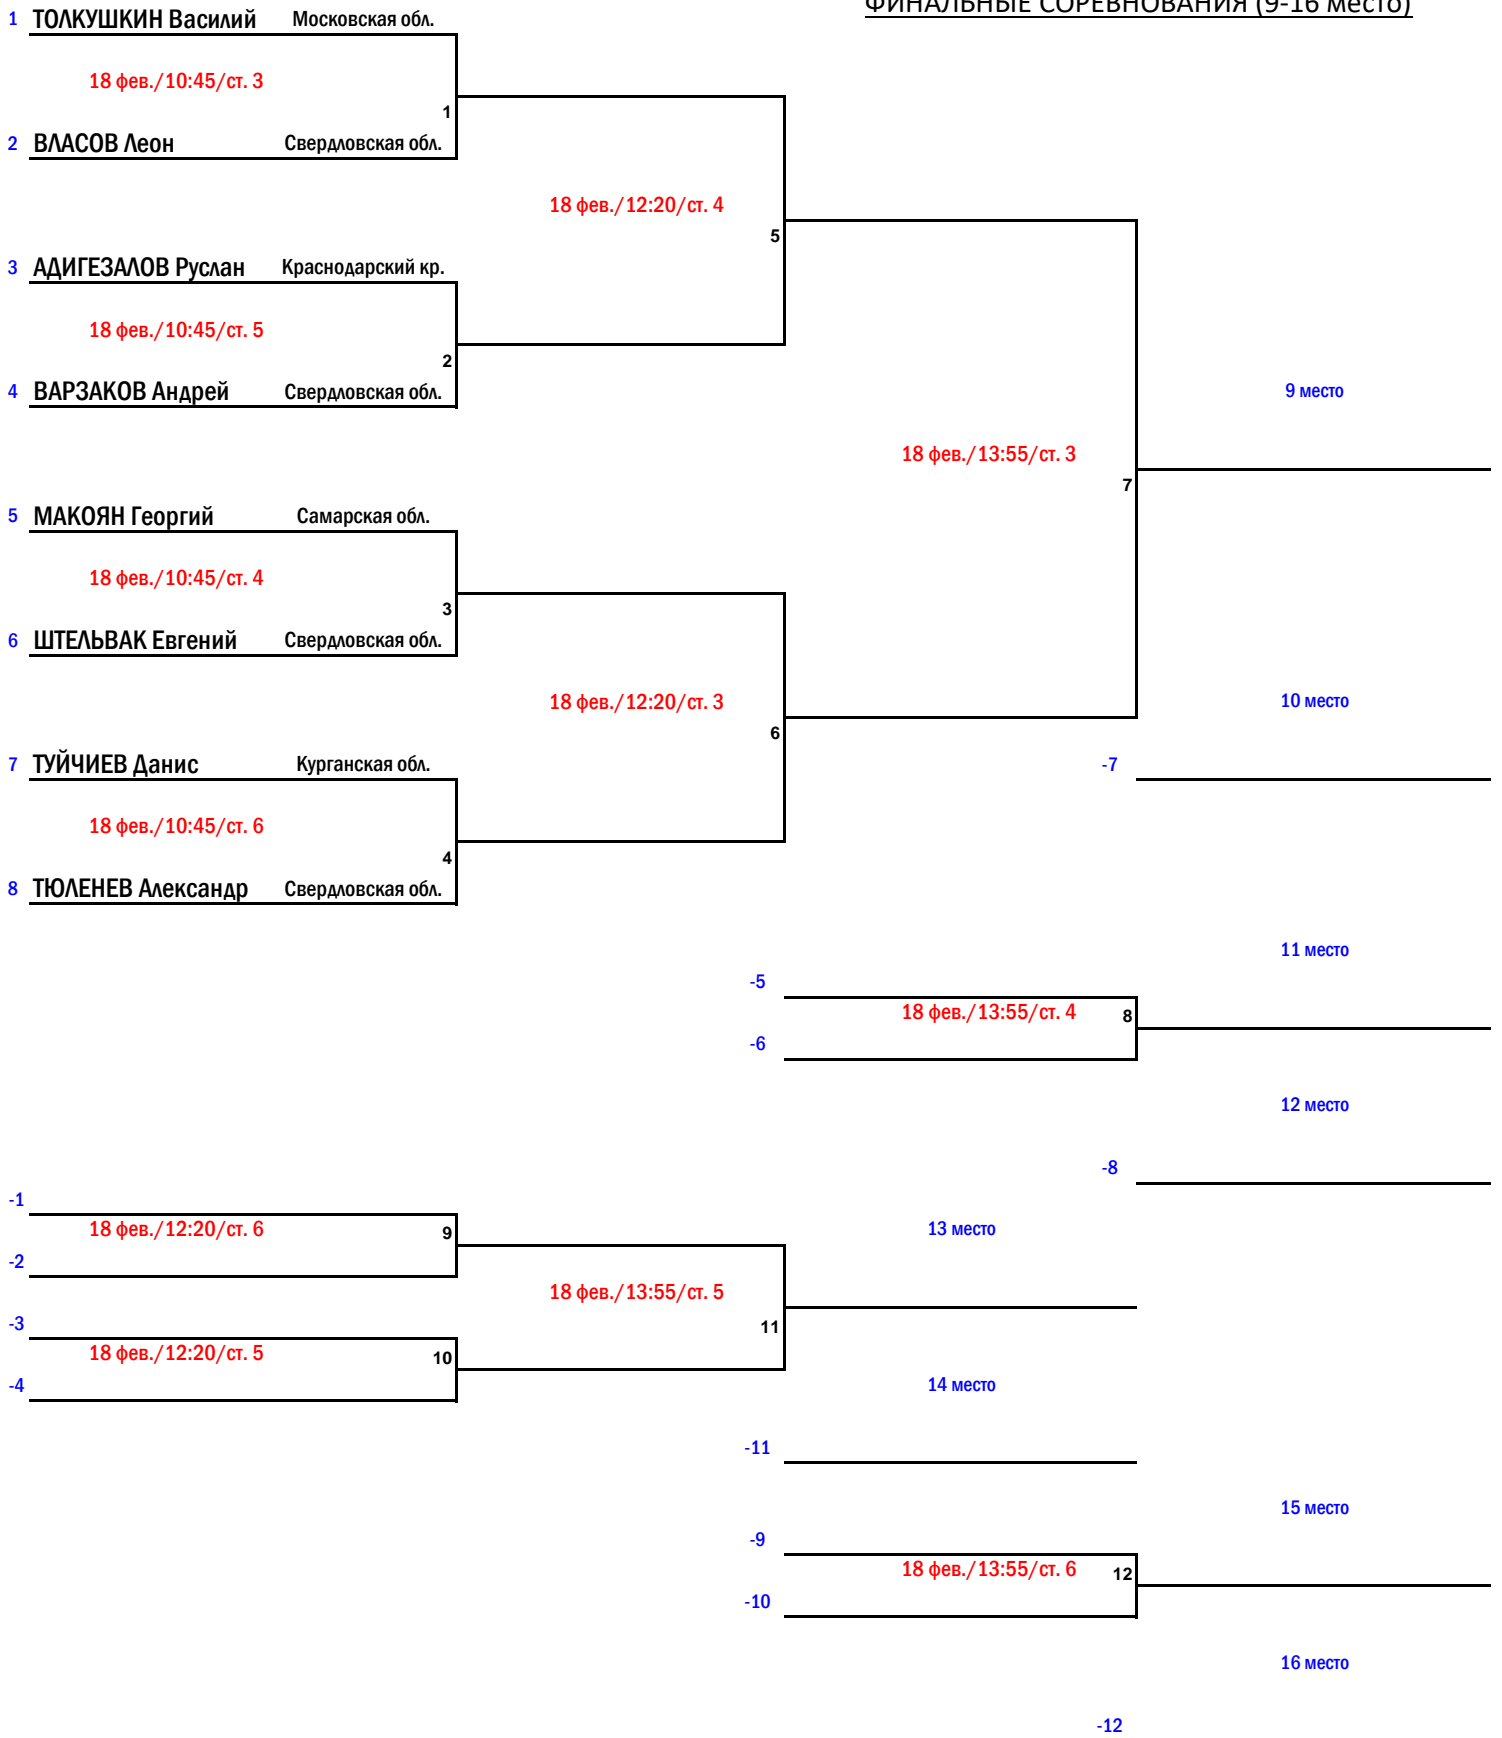 ФИНАЛЬНЫЕ СОРЕВНОВАНИЯ (9-16 место)
1 ТОЛКУШКИН Василий Московская обл.
18 фев./10:45/ст. 3
1
2 ВЛАСОВ Леон Свердловская обл.
18 фев./12:20/ст. 4
5
3 АДИГЕЗАЛОВ Руслан Краснодарский кр.
18 фев./10:45/ст. 5
2
4 ВАРЗАКОВ Андрей Свердловская обл.
9 место
18 фев./13:55/ст. 3
7
5 МАКОЯН Георгий Самарская обл.
18 фев./10:45/ст. 4
3
6 ШТЕЛЬВАК Евгений Свердловская обл.
18 фев./12:20/ст. 3
10 место
6
7 ТУЙЧИЕВ Данис Курганская обл.
-7
18 фев./10:45/ст. 6
4
8 ТЮЛЕНЕВ Александр Свердловская обл.
11 место
-5
18 фев./13:55/ст. 4 8
-6
12 место
-8
-1
18 фев./12:20/ст. 6 9
13 место
-2
18 фев./13:55/ст. 5
-3
11
18 фев./12:20/ст. 5 10
-4
14 место
-11
15 место
-9
18 фев./13:55/ст. 6 12
-10
16 место
-12